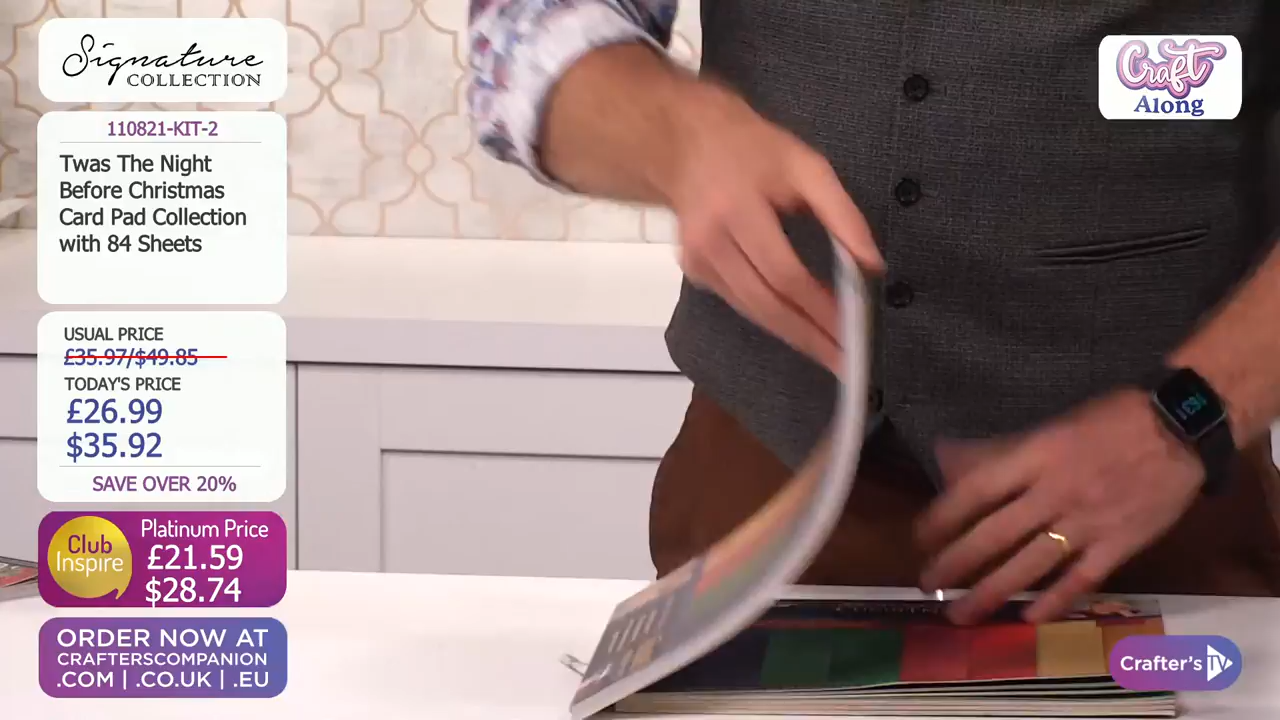 Signature
COLLECTION
110821-KIT-2
Twas The Night
Before Christmas
Card Pad Collection
with 84 Sheets
USUAL PRICE
£35.97/$49.85
TODAY'S PRICE
£26.99
$35.92
SAVE OVER 20%
Club
Inspire
Platinum Price
£21.59
$28.74
ORDER NOW AT
CRAFTERSCOMPANION
.COM | .CO.UK | .EU
Craft
Along
Crafter's TV